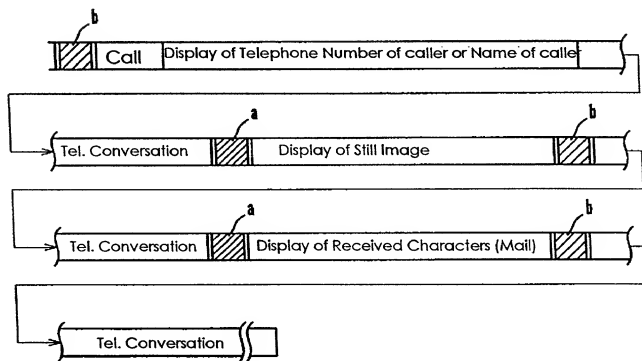 b
Call Display of Telephone Number of caller or Name of caller
a b
Tel. Conversation Display of Still Image
a b
Tel. Conversation Display of Received Characters (Mail)
Tel. Conversation